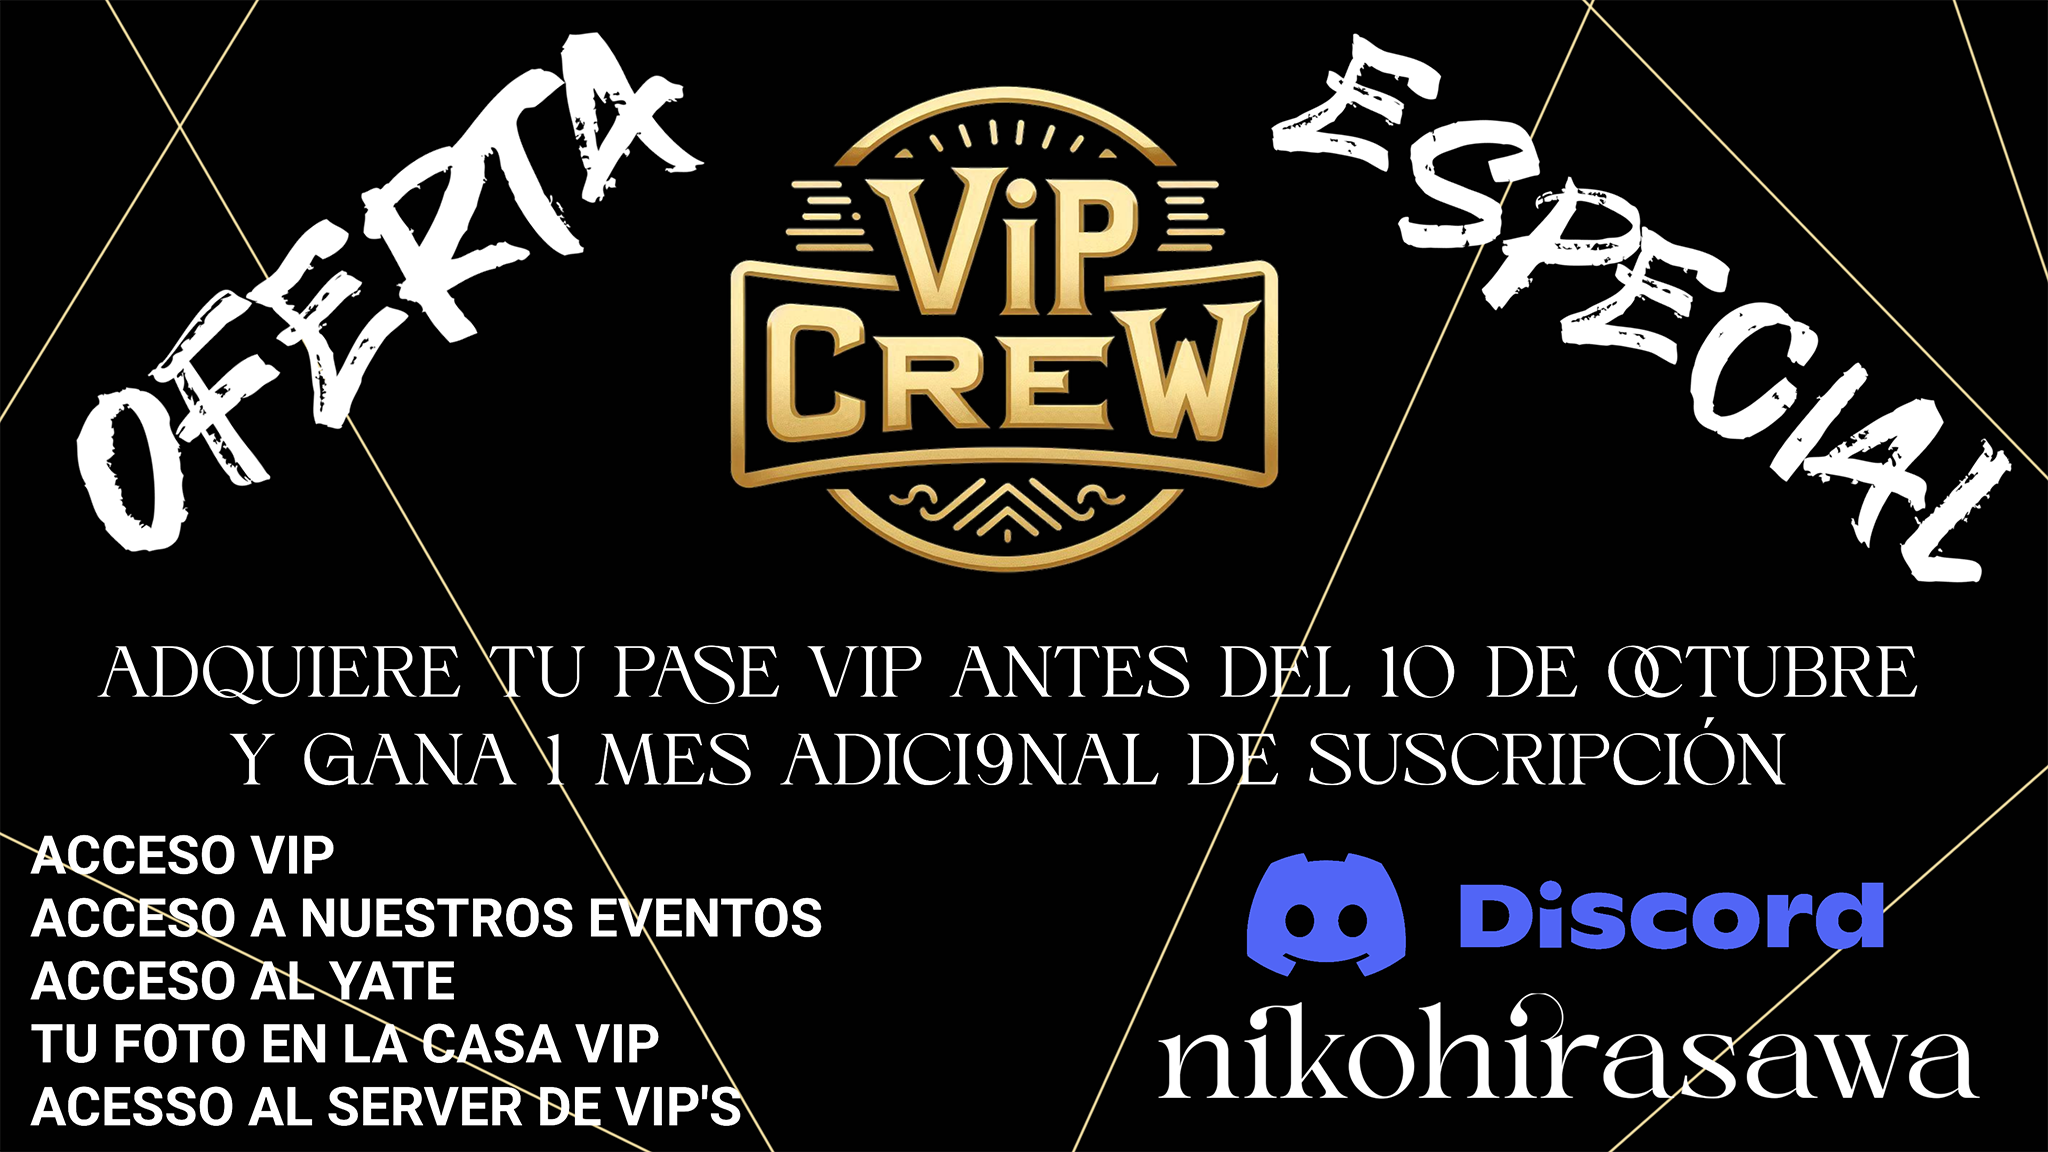 OFERTA
ESPECIAL
ViP
CREW
ADQUIERE TU PASE VIP ANTES DEL 10 DE OCTUBRE
Y GANA 1 MES ADICI9NAL DE SUSCRIPCIÓN
ACCESO VIP
ACCESO A NUESTROS EVENTOS
ACCESO AL YATE
TU FOTO EN LA CASA VIP
ACESSO AL SERVER DE VIP'S
Discord
nikohirasawa